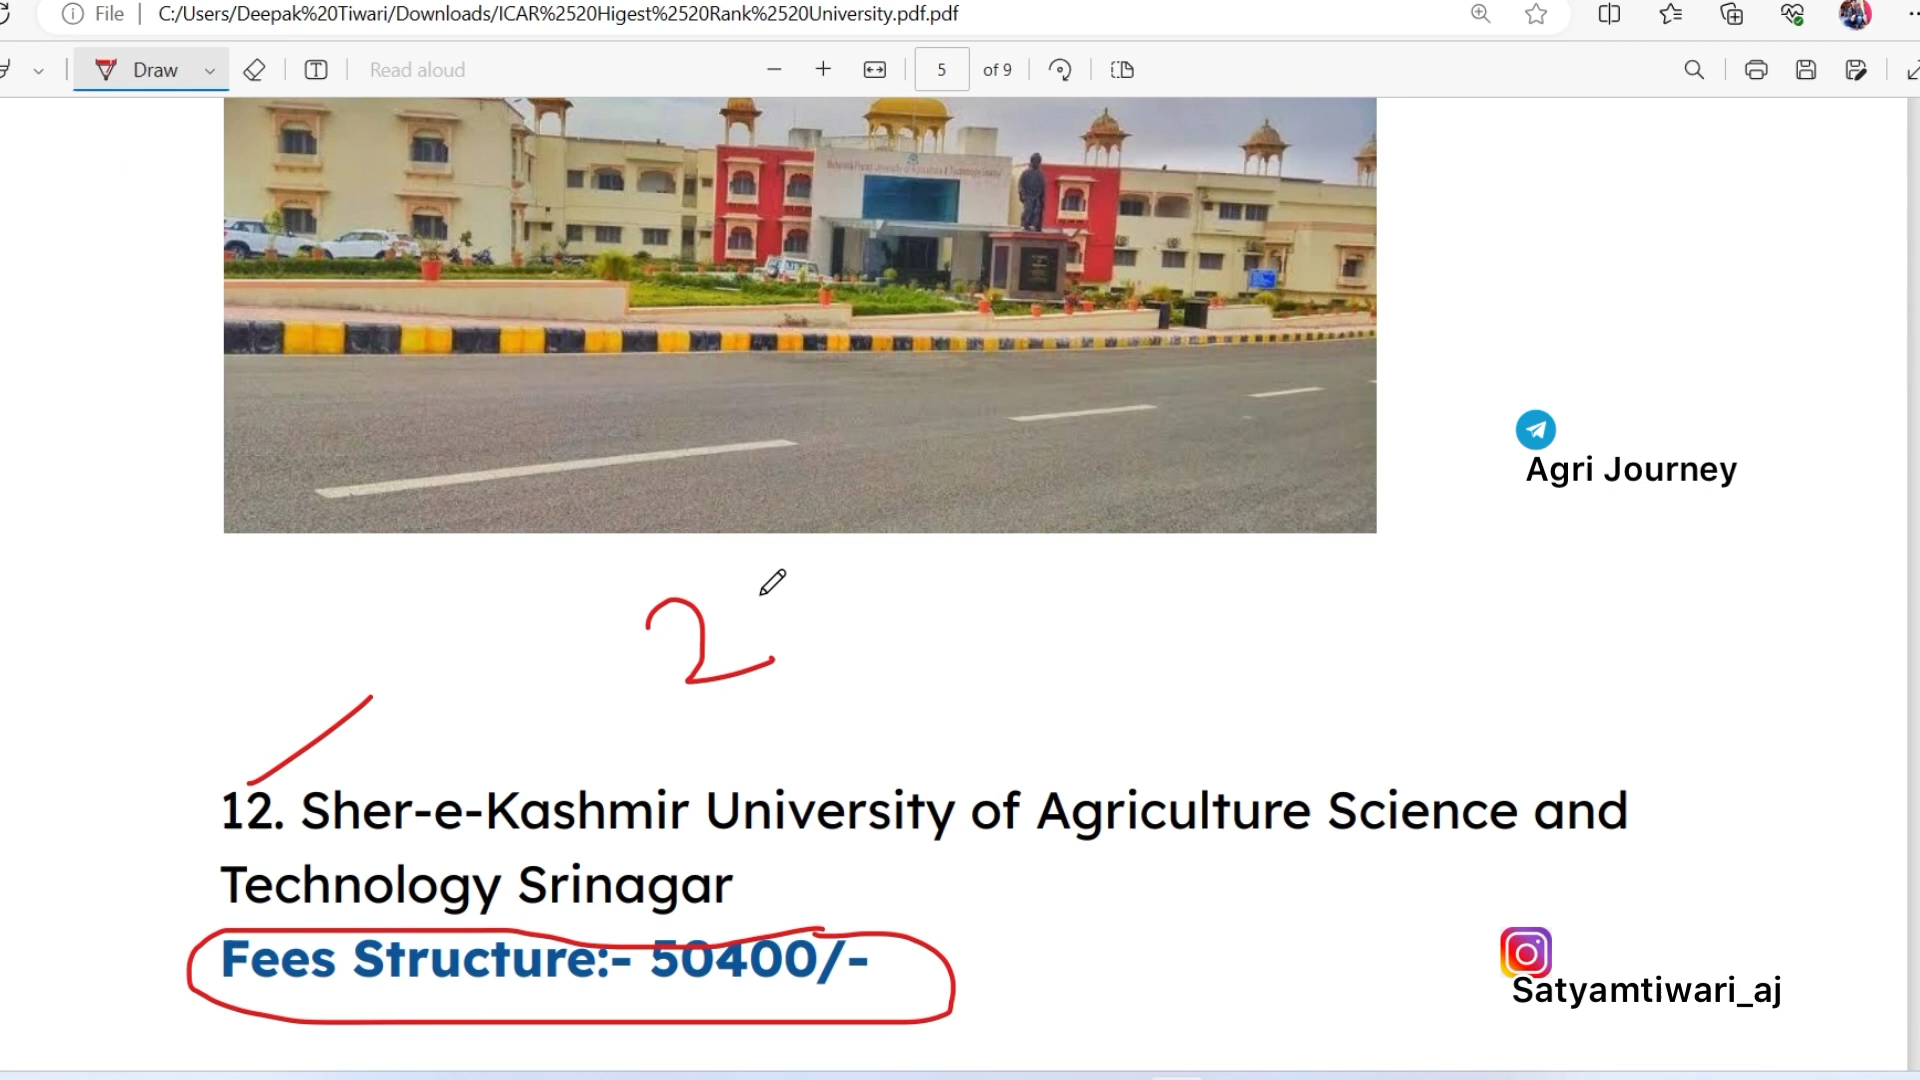 File
C:/Users/Deepak%20Tiwari/Downloads/ICAR%2520Higest%2520Rank%2520University.pdf.pdf
Draw
Read aloud
5 of 9
Agri Journey
2
12. Sher-e-Kashmir University of Agriculture Science and
Technology Srinagar
Fees Structure:- 50400/-
Satyamtiwari_aj